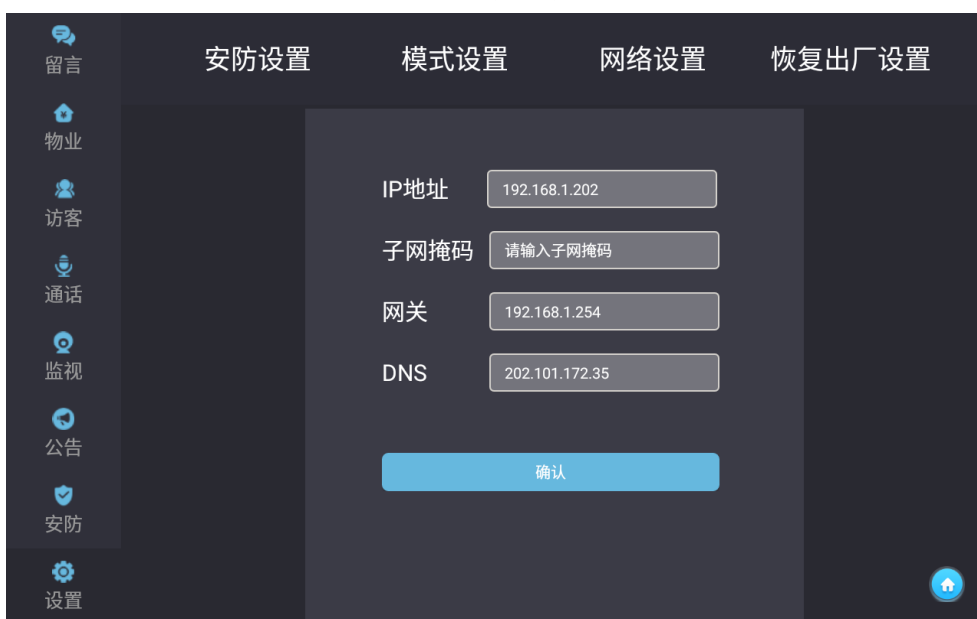 留言
物业
访客
通话
监视
公告
安防
设置
安防设置 模式设置 网络设置 恢复出厂设置
IP地址 192.168.1.202
子网掩码 请输入子网掩码
网关 192.168.1.254
DNS 202.101.172.35
确认